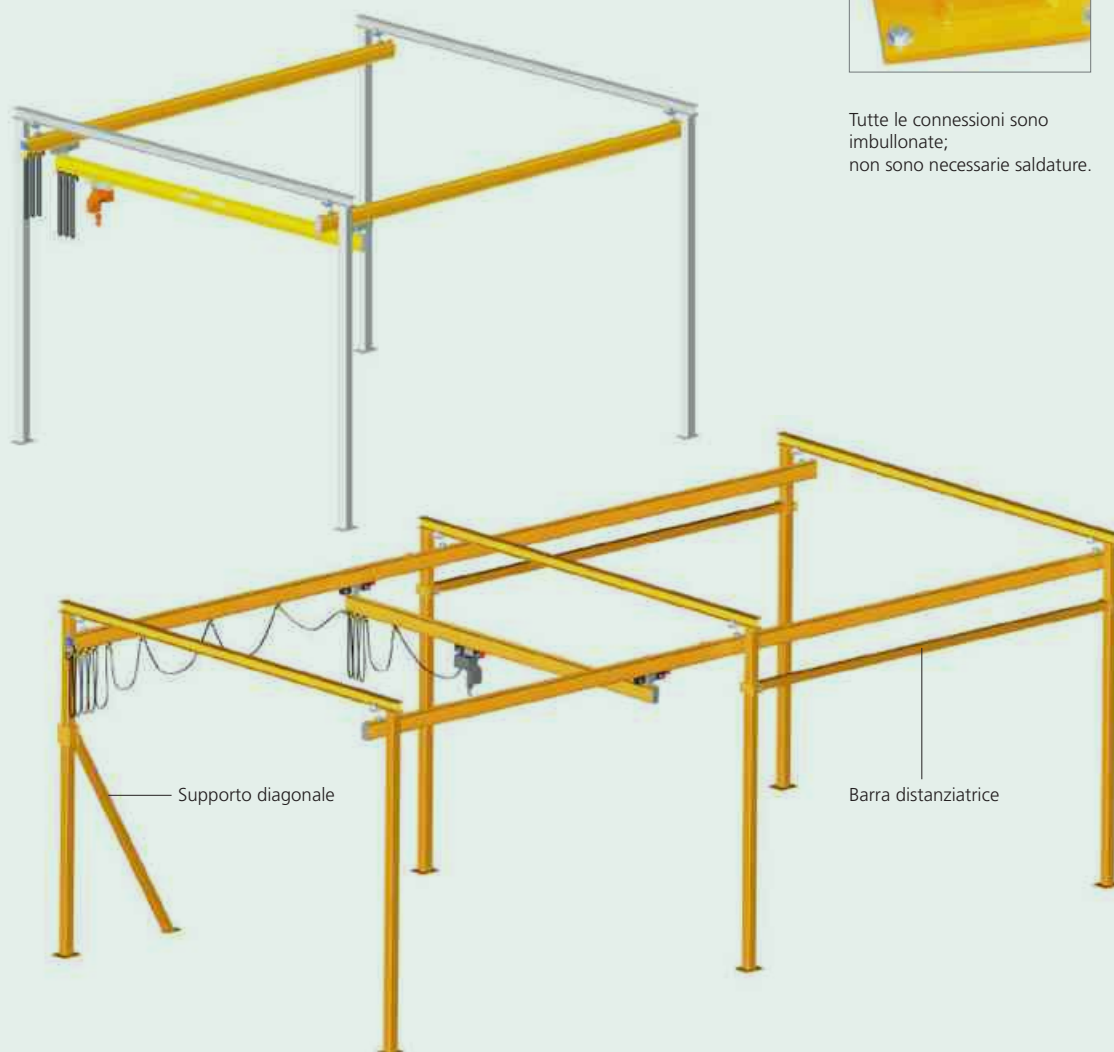 Tutte le connessioni sono
imbullonate;
non sono necessarie saldature.
Supporto diagonale
Barra distanziatrice